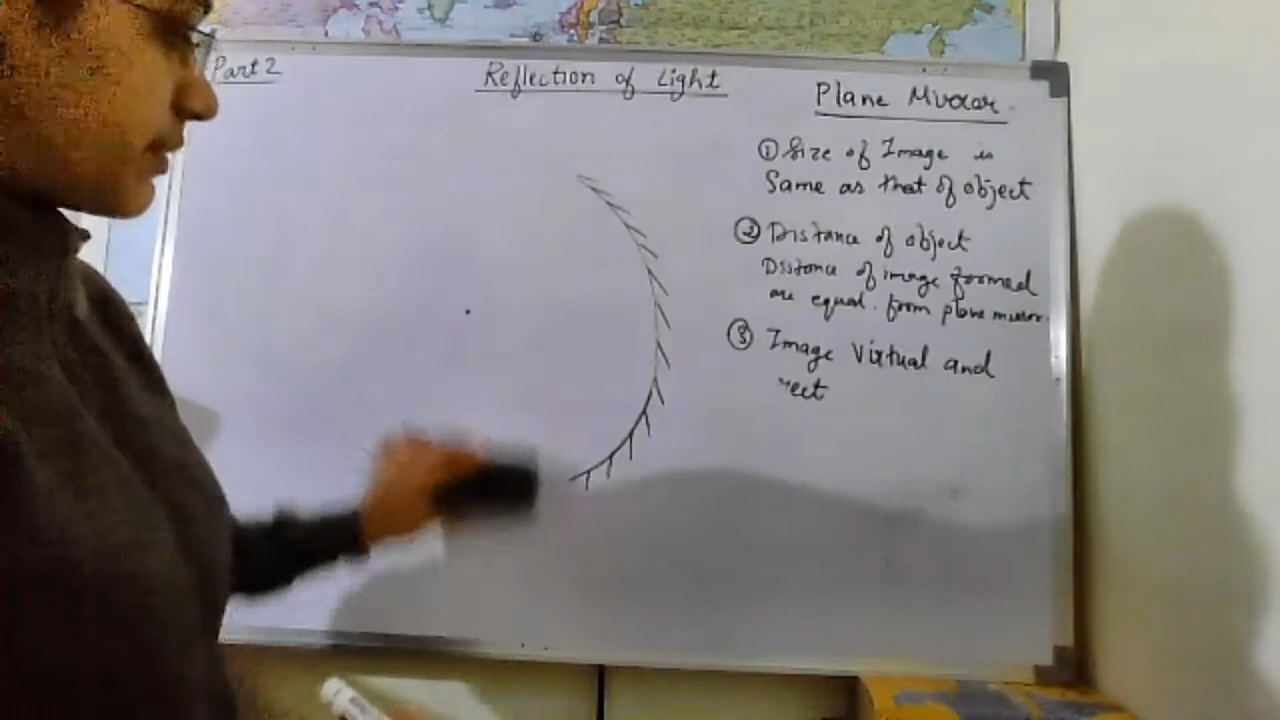 Part 2
Reflection of Light
Plane Mirror
① Size of Image is
Same as that of object
② Distance of object
Distance of image formed
are equal. from plane mirror.
③ Image Virtual and
rect